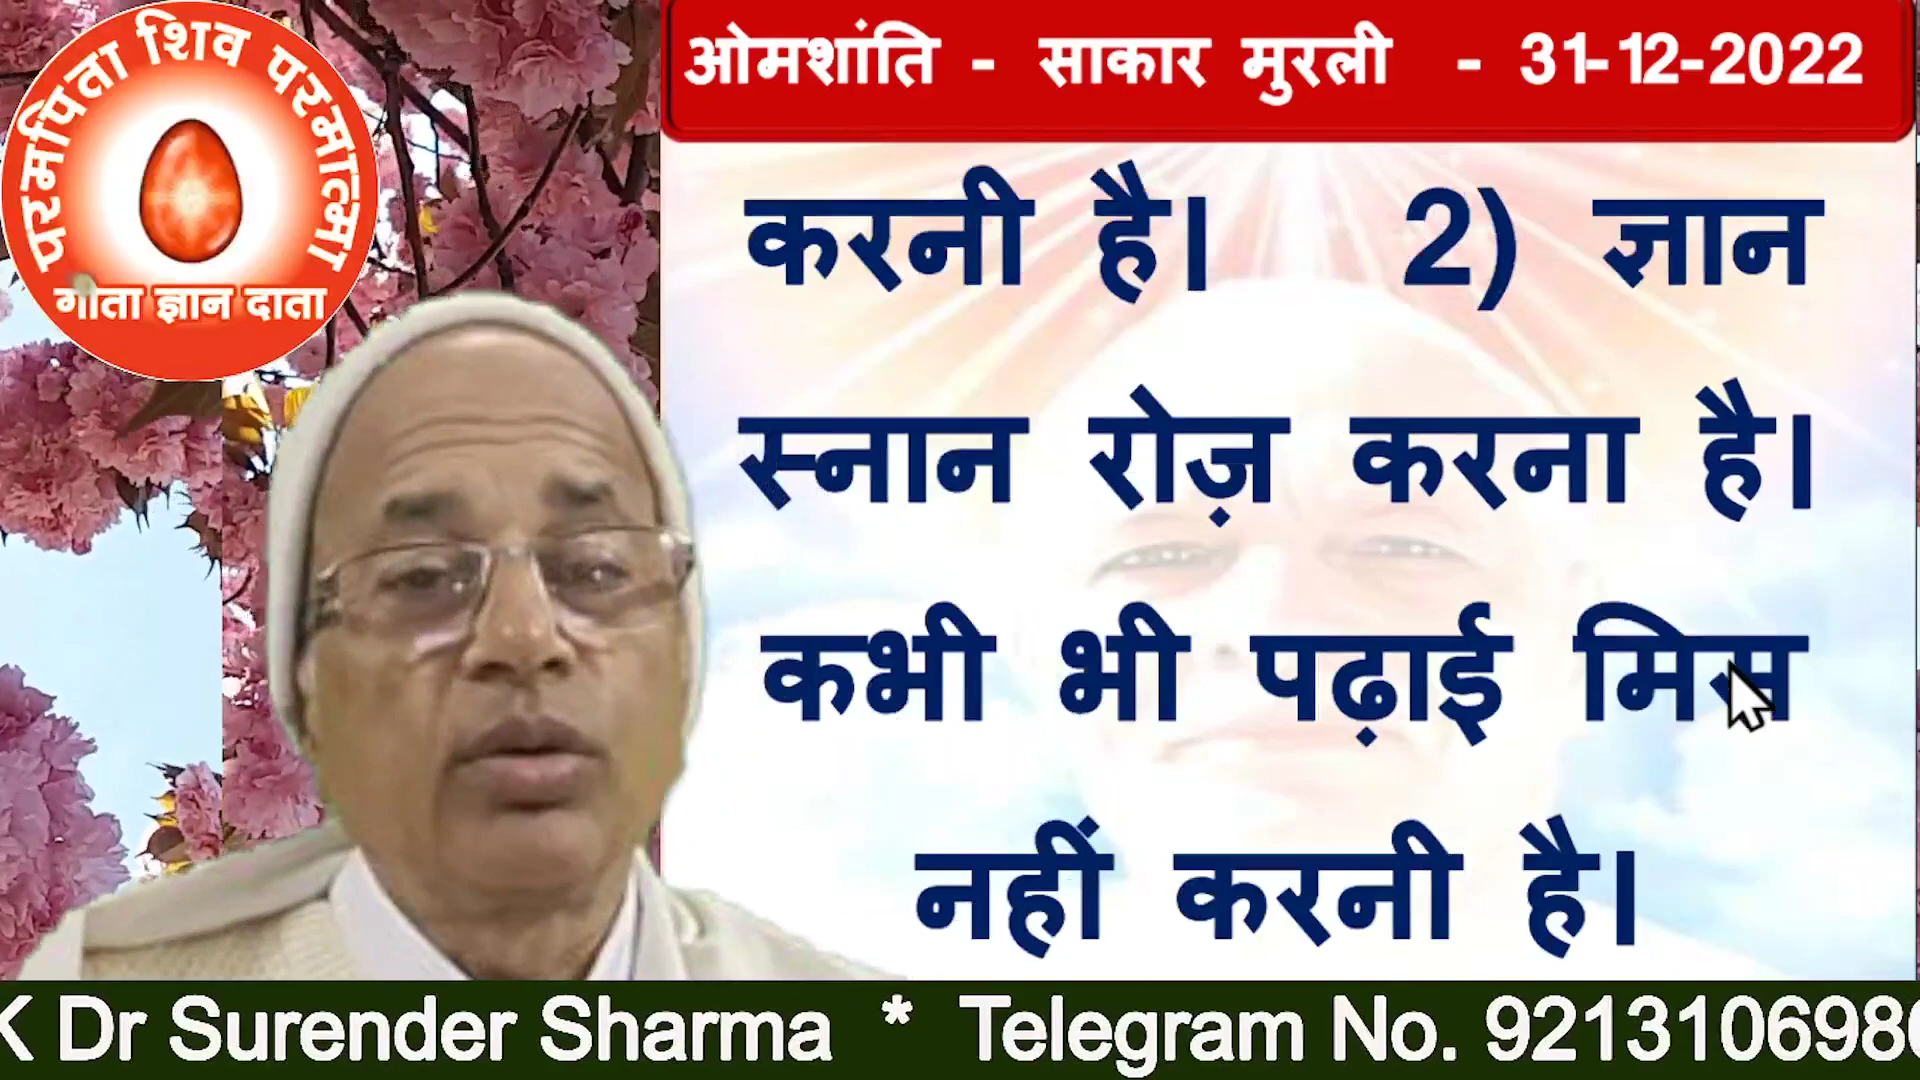 परमपिता शिव परमात्मा
गीता ज्ञान दाता
ओमशांति - साकार मुरली - 31-12-2022
करनी है। 2) ज्ञान
स्नान रोज़ करना है।
कभी भी पढ़ाई मिस
नहीं करनी है।
K Dr Surender Sharma * Telegram No. 921310698